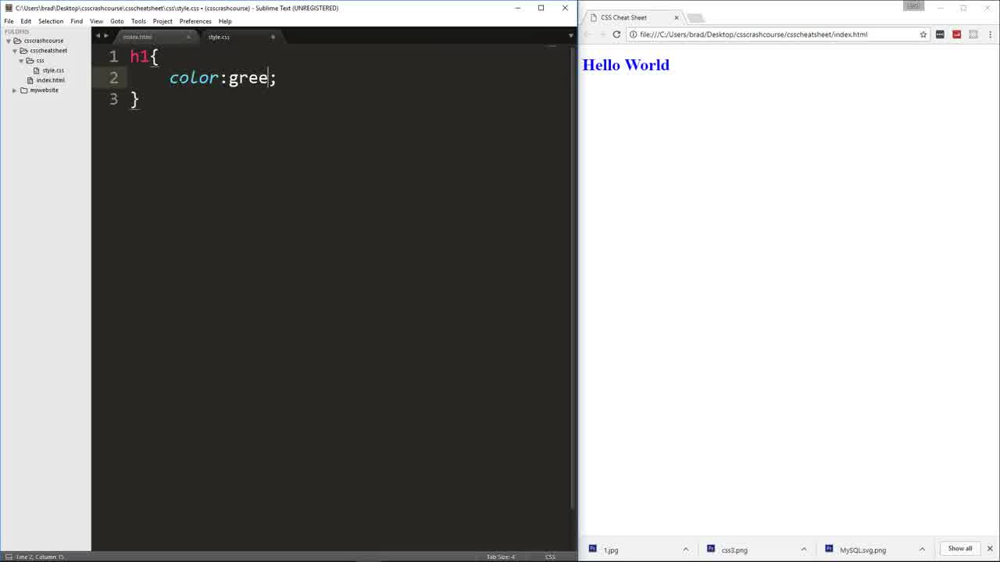 C:\Users\brad\Desktop\csscrashcourse\csscheatsheet\css\style.css • (csscrashcourse) - Sublime Text (UNREGISTERED)
File Edit Selection Find View Goto Tools Project Preferences Help
FOLDERS
csscrashcourse
csscheatsheet
css
style.css
index.html
mywebsite
index.html style.css
1 h1{
2 color:gree;
3 }
Line 2, Column 15
Tab Size: 4 CSS
CSS Cheat Sheet
file:///C:/Users/brad/Desktop/csscrashcourse/csscheatsheet/index.html
Hello World
1.jpg css3.png MySQL.svg.png Show all